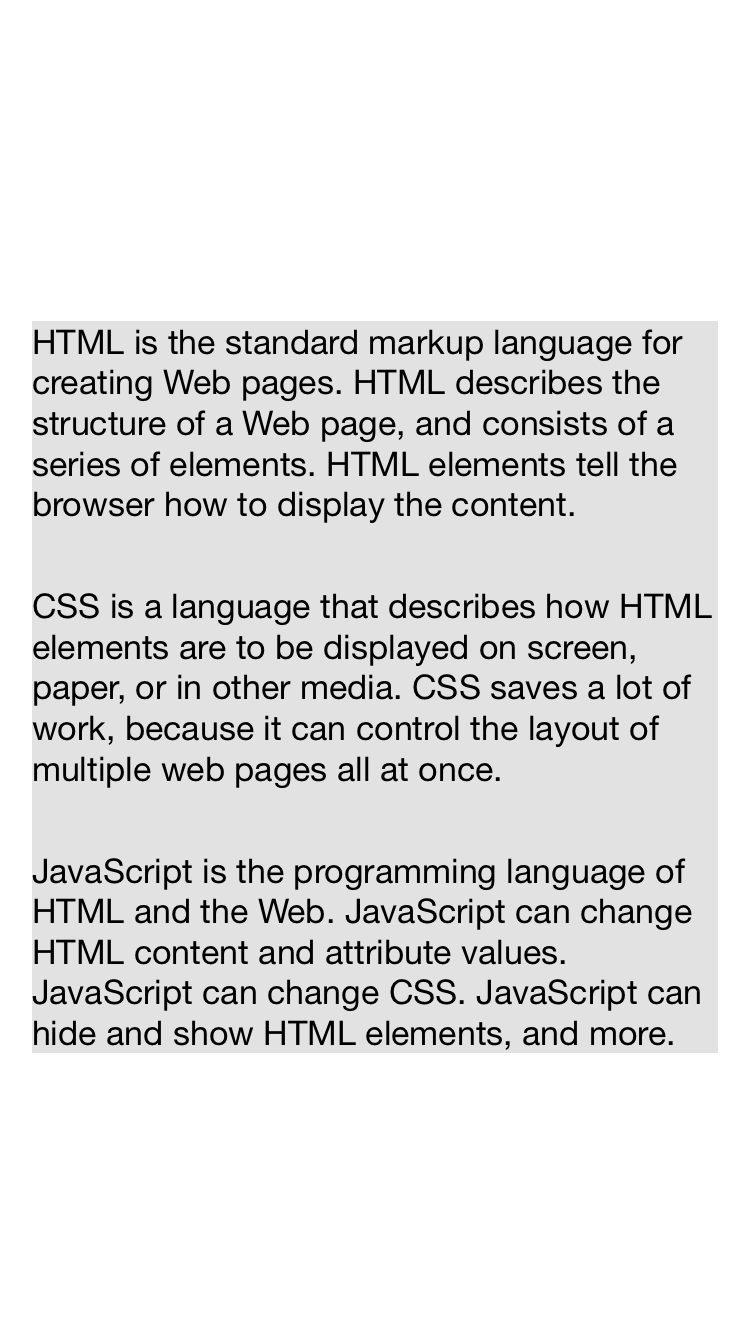 HTML is the standard markup language for
creating Web pages. HTML describes the
structure of a Web page, and consists of a
series of elements. HTML elements tell the
browser how to display the content.
CSS is a language that describes how HTML
elements are to be displayed on screen,
paper, or in other media. CSS saves a lot of
work, because it can control the layout of
multiple web pages all at once.
JavaScript is the programming language of
HTML and the Web. JavaScript can change
HTML content and attribute values.
JavaScript can change CSS. JavaScript can
hide and show HTML elements, and more.